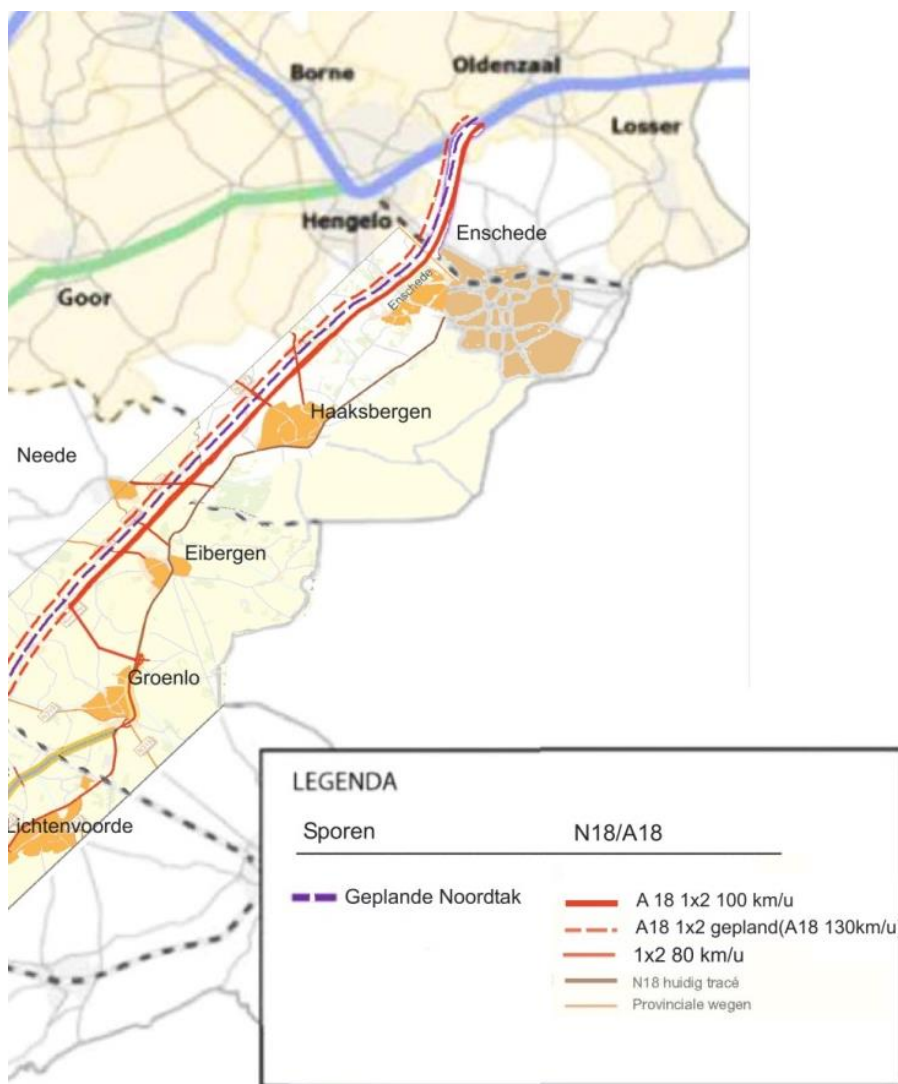 Borne
Oldenzaal
Losser
Hengelo
Enschede
Goor
Enschede
Haaksbergen
Neede
Eibergen
Groenlo
Lichtenvoorde
LEGENDA
Sporen
N18/A18
Geplande Noordtak
A 18 1x2 100 km/u
A18 1x2 gepland(A18 130km/u
1x2 80 km/u
N18 huidig tracé
Provinciale wegen